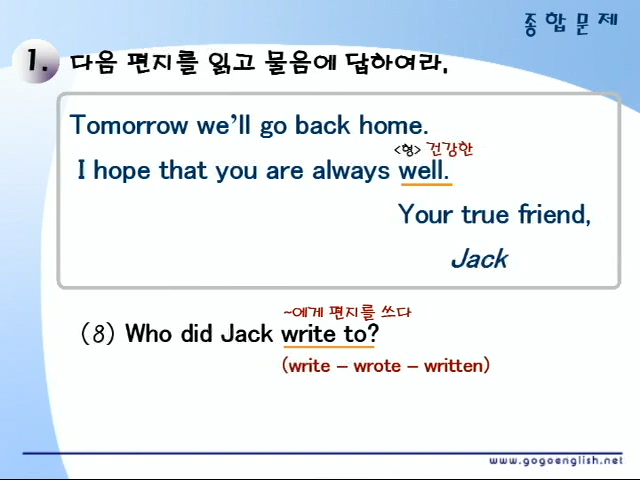 종합문제
1. 다음 편지를 읽고 물음에 답하여라.
Tomorrow we'll go back home.
<형> 건강한
I hope that you are always well.
Your true friend,
Jack
~에게 편지를 쓰다
(8) Who did Jack write to?
(write – wrote – written)
www.gogoenglish.net